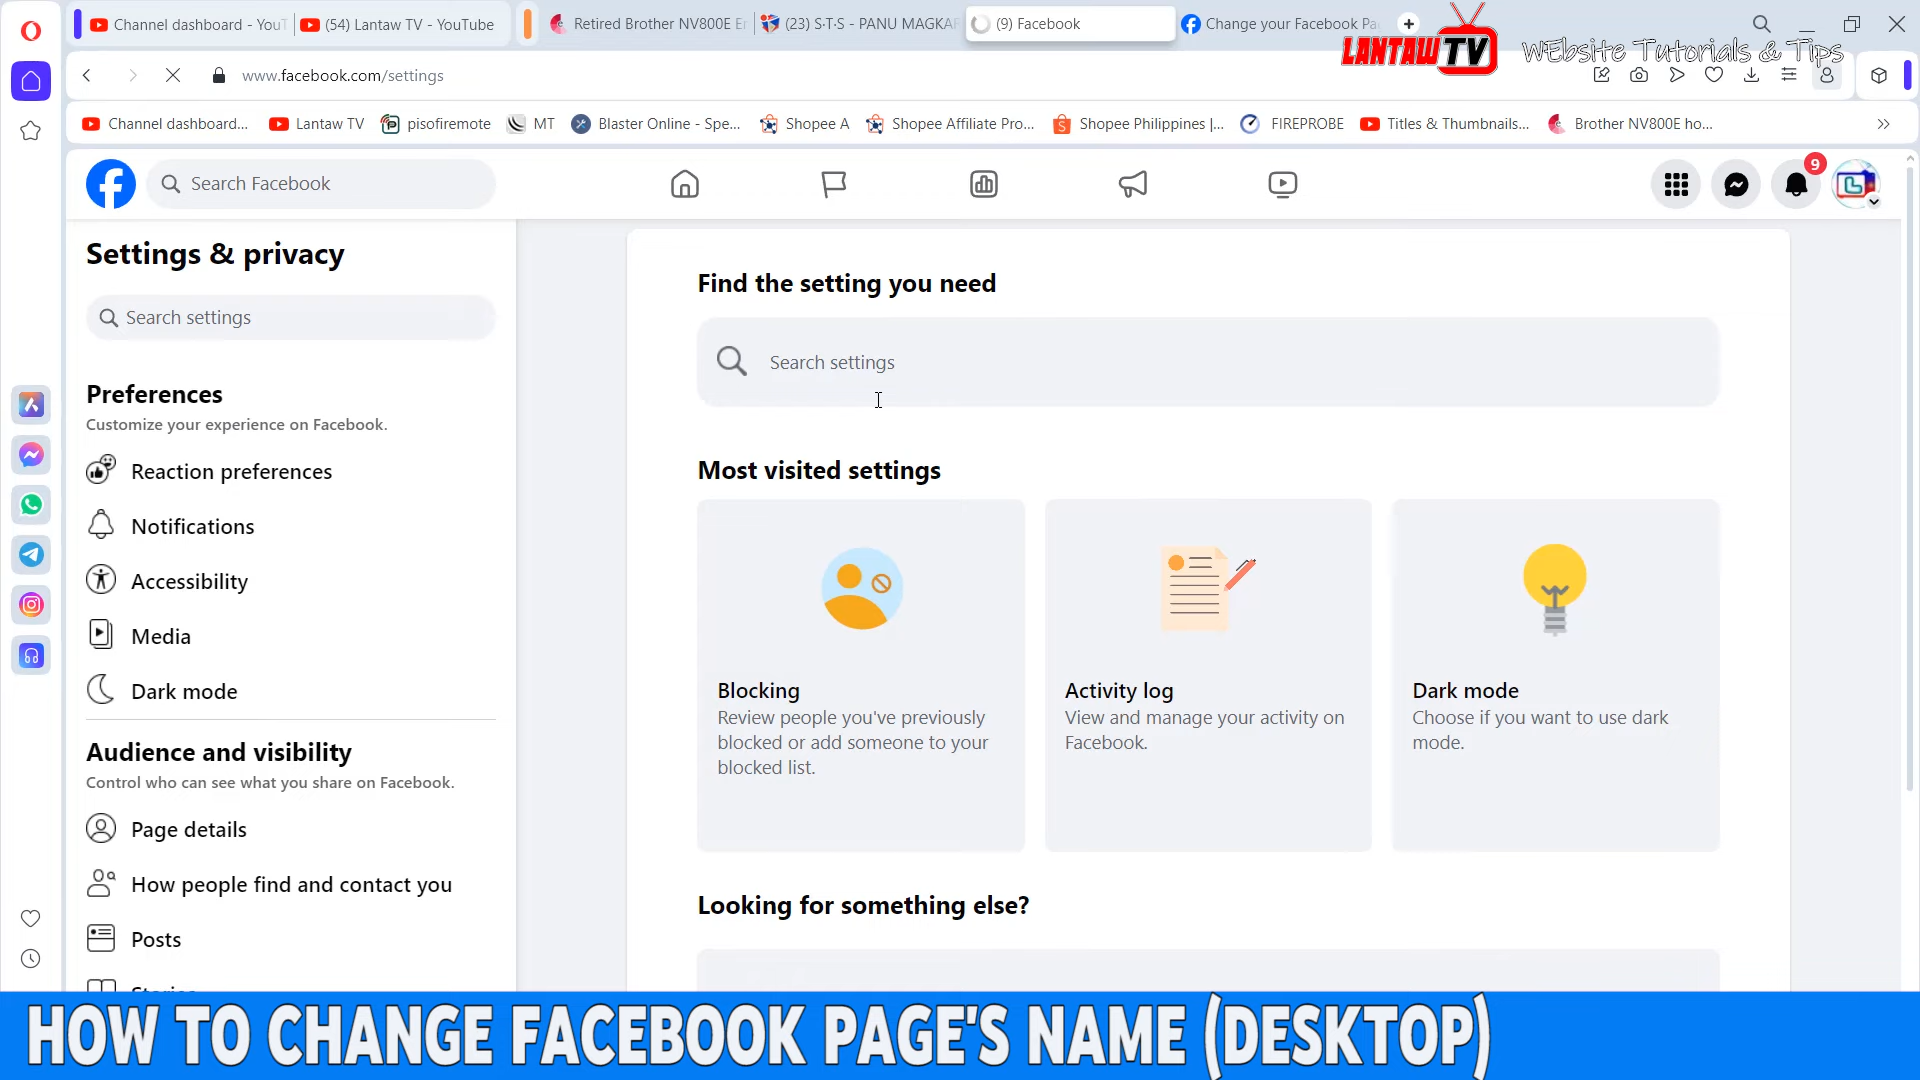 Channel dashboard - YouT
(54) Lantaw TV - YouTube
Retired Brother NV800E E
(23) S·T·S - PANU MAGKAP
(9) Facebook
Change your Facebook Pa
LANTAW TV
WEbsite Tutorials & Tips
www.facebook.com/settings
Channel dashboard...
Lantaw TV
pisofiremote
MT
Blaster Online - Spe...
Shopee A
Shopee Affiliate Pro...
Shopee Philippines |...
FIREPROBE
Titles & Thumbnails...
Brother NV800E ho...
Search Facebook
9
Settings & privacy
Search settings
Preferences
Customize your experience on Facebook.
Reaction preferences
Notifications
Accessibility
Media
Dark mode
Audience and visibility
Control who can see what you share on Facebook.
Page details
How people find and contact you
Posts
Stories
Find the setting you need
Search settings
Most visited settings
Blocking
Review people you've previously
blocked or add someone to your
blocked list.
Activity log
View and manage your activity on
Facebook.
Dark mode
Choose if you want to use dark
mode.
Looking for something else?
HOW TO CHANGE FACEBOOK PAGE'S NAME (DESKTOP)